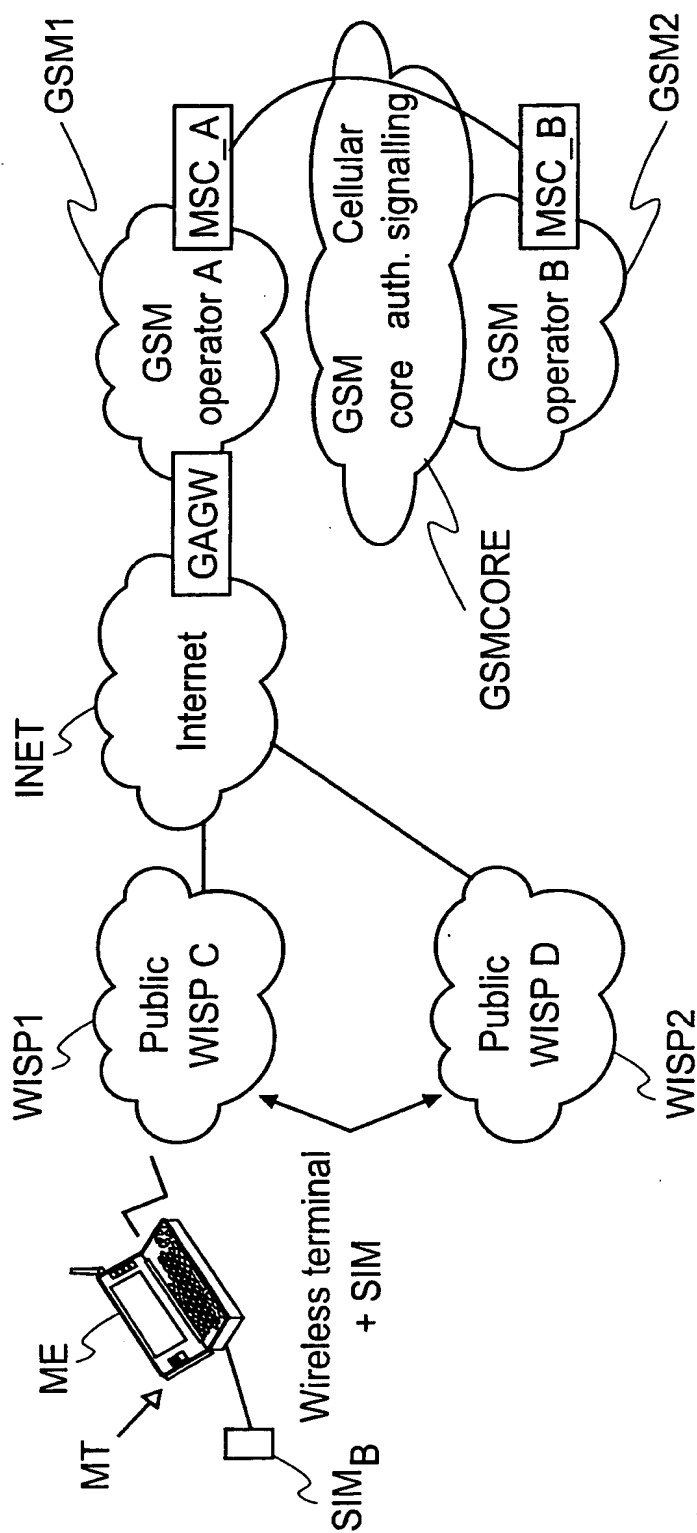 MT
ME
SIM_B
Wireless terminal
+ SIM
WISP1
Public
WISP C
Public
WISP D
WISP2
INET
Internet
GAGW
GSM
operator A
MSC_A
GSM1
GSM
core
Cellular
auth. signalling
GSMCORE
GSM
operator B
MSC_B
GSM2